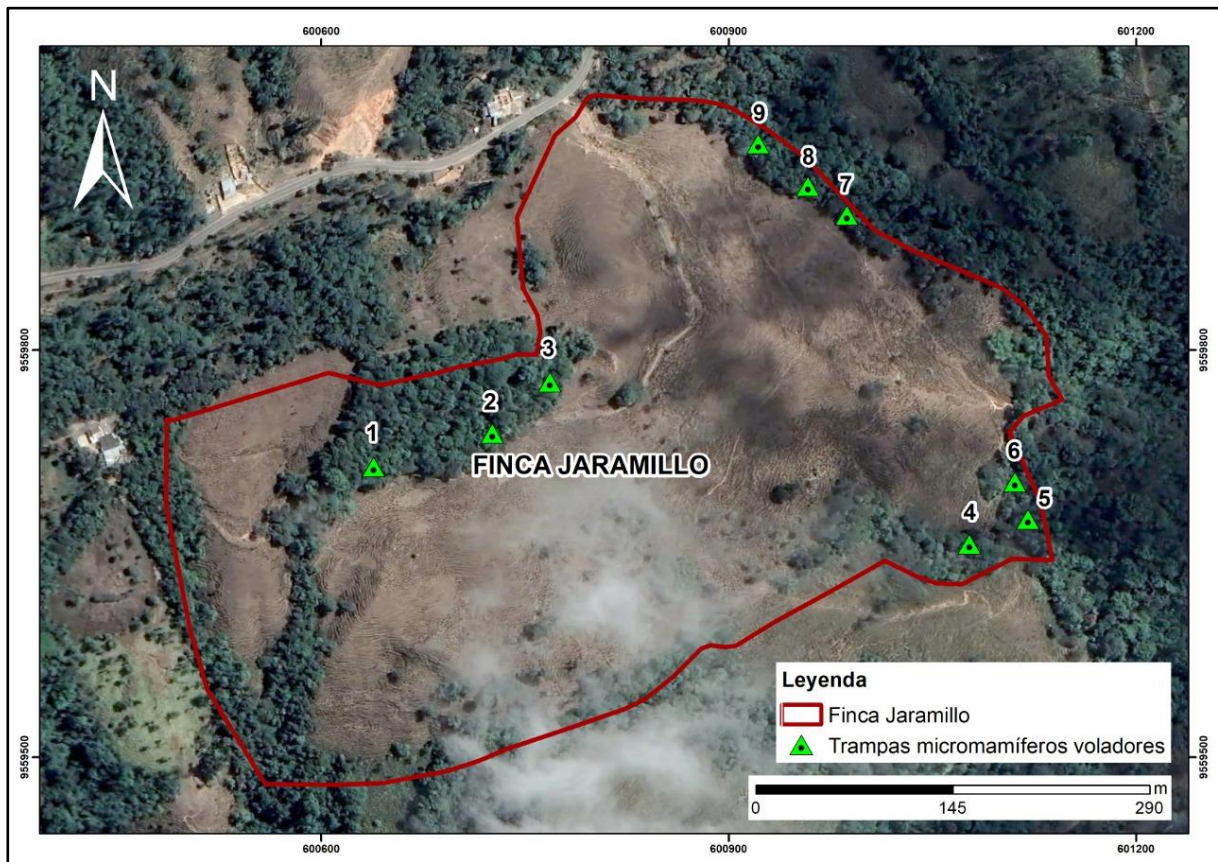 600600 600900 601200
N
9
8
7
9559800 9559800
3
2
1
FINCA JARAMILLO
6
5
4
Leyenda
Finca Jaramillo
Trampas micromamíferos voladores
m
0 145 290
9559500 9559500
600600 600900 601200